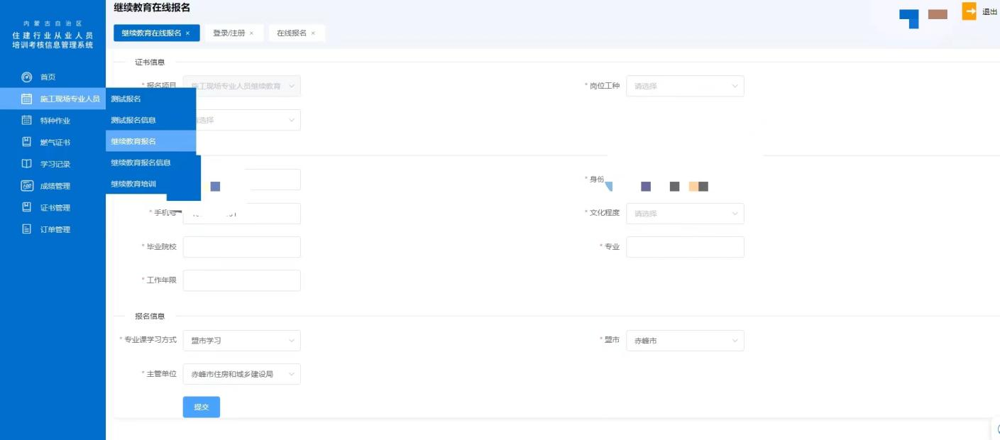 继续教育在线报名
退出
继续教育在线报名 × 登录/注册 × 在线报名 ×
内蒙古自治区
住建行业从业人员
培训考核信息管理系统
首页
施工现场专业人员
特种作业
燃气证书
学习记录
成绩管理
证书管理
订单管理
测试报名
测试报名信息
继续教育报名
继续教育报名信息
继续教育培训
证书信息
* 报名项目 施工现场专业人员继续教育
* 岗位工种 请选择
选择
* 身份
* 手机号
* 文化程度 请选择
* 毕业院校
* 专业
* 工作年限
报名信息
* 专业课学习方式 盟市学习
* 盟市 赤峰市
* 主管单位 赤峰市住房和城乡建设局
提交